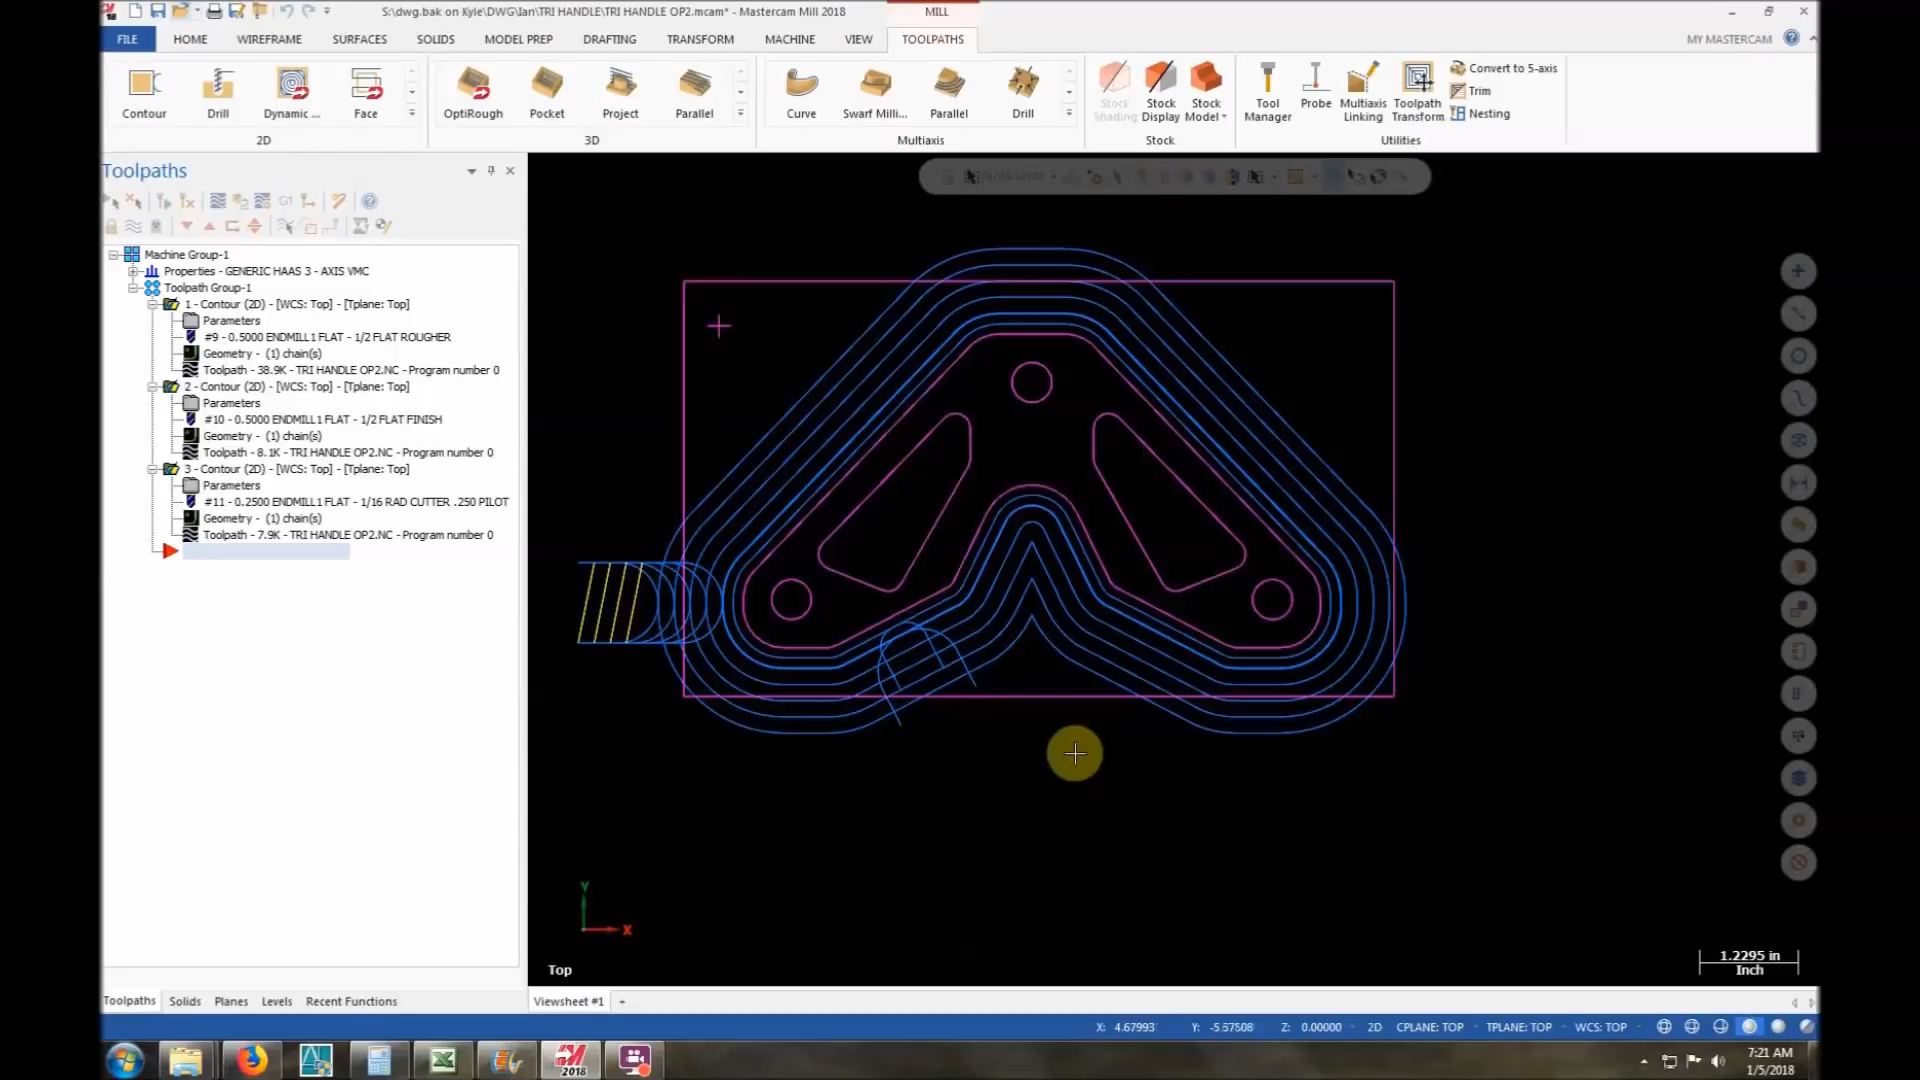 S:\dwg.bak on Kyle\DWG\Ian\TRI HANDLE\TRI HANDLE OP2.mcam* - Mastercam Mill 2018
MILL
FILE HOME WIREFRAME SURFACES SOLIDS MODEL PREP DRAFTING TRANSFORM MACHINE VIEW TOOLPATHS MY MASTERCAM
Contour Drill Dynamic ... Face
2D
OptiRough Pocket Project Parallel
3D
Curve Swarf Milli... Parallel Drill
Multiaxis
Stock Shading Stock Display Stock Model
Stock
Tool Manager Probe Multiaxis Linking Toolpath Transform Convert to 5-axis
Trim
Nesting
Utilities
Toolpaths
G1
Machine Group-1
Properties - GENERIC HAAS 3 - AXIS VMC
Toolpath Group-1
1 - Contour (2D) - [WCS: Top] - [Tplane: Top]
Parameters
#9 - 0.5000 ENDMILL1 FLAT - 1/2 FLAT ROUGHER
Geometry - (1) chain(s)
Toolpath - 38.9K - TRI HANDLE OP2.NC - Program number 0
2 - Contour (2D) - [WCS: Top] - [Tplane: Top]
Parameters
#10 - 0.5000 ENDMILL1 FLAT - 1/2 FLAT FINISH
Geometry - (1) chain(s)
Toolpath - 8.1K - TRI HANDLE OP2.NC - Program number 0
3 - Contour (2D) - [WCS: Top] - [Tplane: Top]
Parameters
#11 - 0.2500 ENDMILL1 FLAT - 1/16 RAD CUTTER .250 PILOT
Geometry - (1) chain(s)
Toolpath - 7.9K - TRI HANDLE OP2.NC - Program number 0
Y
X
Top
1.2295 in
Inch
Toolpaths Solids Planes Levels Recent Functions
Viewsheet #1 +
X: 4.67993 Y: -5.57508 Z: 0.00000 2D CPLANE: TOP TPLANE: TOP WCS: TOP
2018
7:21 AM
1/5/2018